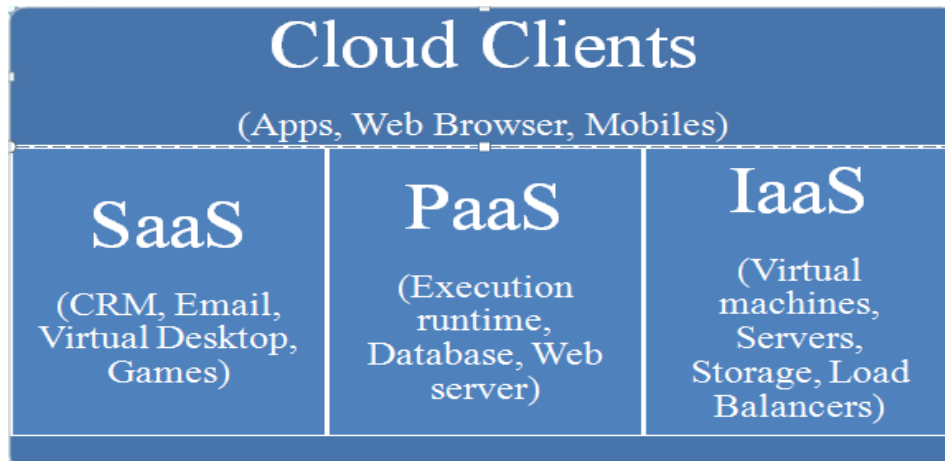 Cloud Clients
(Apps, Web Browser, Mobiles)
SaaS
(CRM, Email,
Virtual Desktop,
Games)
PaaS
(Execution
runtime,
Database, Web
server)
IaaS
(Virtual
machines,
Servers,
Storage, Load
Balancers)